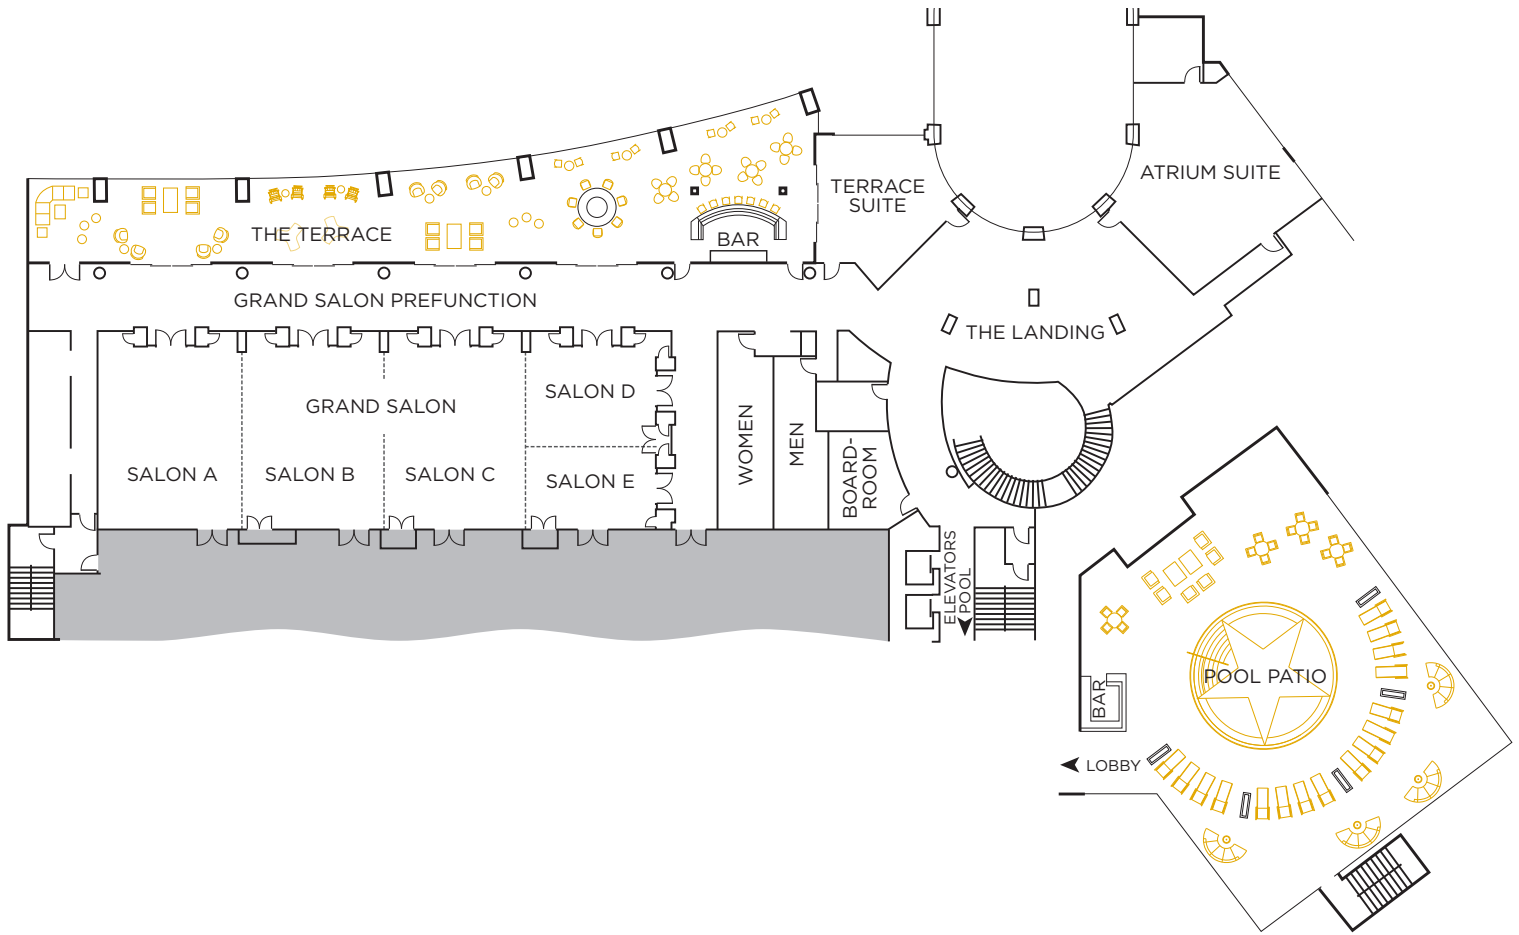 ATRIUM SUITE
TERRACE
SUITE
THE TERRACE
BAR
GRAND SALON PREFUNCTION
THE LANDING
SALON D
GRAND SALON
WOMEN
MEN
BOARD-
ROOM
SALON A
SALON B
SALON C
SALON E
ELEVATORS
POOL
POOL PATIO
BAR
LOBBY